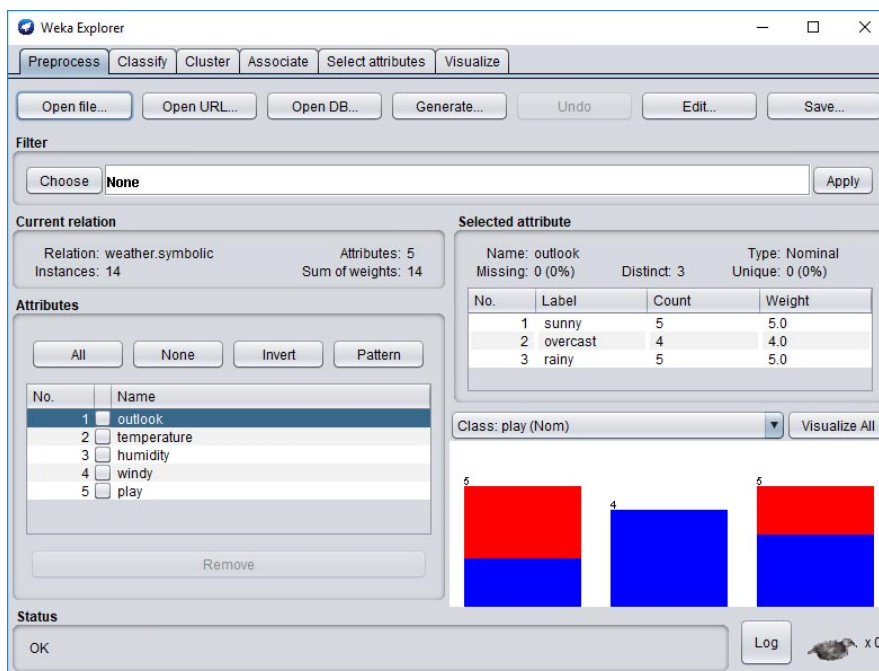 Weka Explorer
Preprocess Classify Cluster Associate Select attributes Visualize
Open file... Open URL... Open DB... Generate... Undo Edit... Save...
Filter
Choose None Apply
Current relation
Relation: weather.symbolic Attributes: 5
Instances: 14 Sum of weights: 14
Attributes
All None Invert Pattern
No. Name
1 outlook
2 temperature
3 humidity
4 windy
5 play
Remove
Selected attribute
Name: outlook Type: Nominal
Missing: 0 (0%) Distinct: 3 Unique: 0 (0%)
No. Label Count Weight
1 sunny 5 5.0
2 overcast 4 4.0
3 rainy 5 5.0
Class: play (Nom) Visualize All
5 4 5
Status
OK
Log x 0